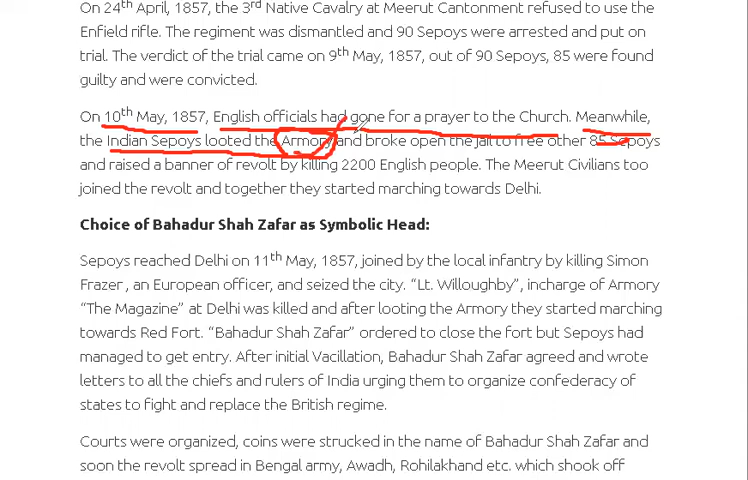 On 24th April, 1857, the 3rd Native Cavalry at Meerut Cantonment refused to use the
Enfield rifle. The regiment was dismantled and 90 Sepoys were arrested and put on
trial. The verdict of the trial came on 9th May, 1857, out of 90 Sepoys, 85 were found
guilty and were convicted.
On 10th May, 1857, English officials had gone for a prayer to the Church. Meanwhile,
the Indian Sepoys looted the Armory and broke open the jail to free other 85 Sepoys
and raised a banner of revolt by killing 2200 English people. The Meerut Civilians too
joined the revolt and together they started marching towards Delhi.
Choice of Bahadur Shah Zafar as Symbolic Head:
Sepoys reached Delhi on 11th May, 1857, joined by the local infantry by killing Simon
Frazer , an European officer, and seized the city. “Lt. Willoughby”, incharge of Armory
“The Magazine” at Delhi was killed and after looting the Armory they started marching
towards Red Fort. “Bahadur Shah Zafar” ordered to close the fort but Sepoys had
managed to get entry. After initial Vacillation, Bahadur Shah Zafar agreed and wrote
letters to all the chiefs and rulers of India urging them to organize confederacy of
states to fight and replace the British regime.
Courts were organized, coins were strucked in the name of Bahadur Shah Zafar and
soon the revolt spread in Bengal army, Awadh, Rohilakhand etc. which shook off